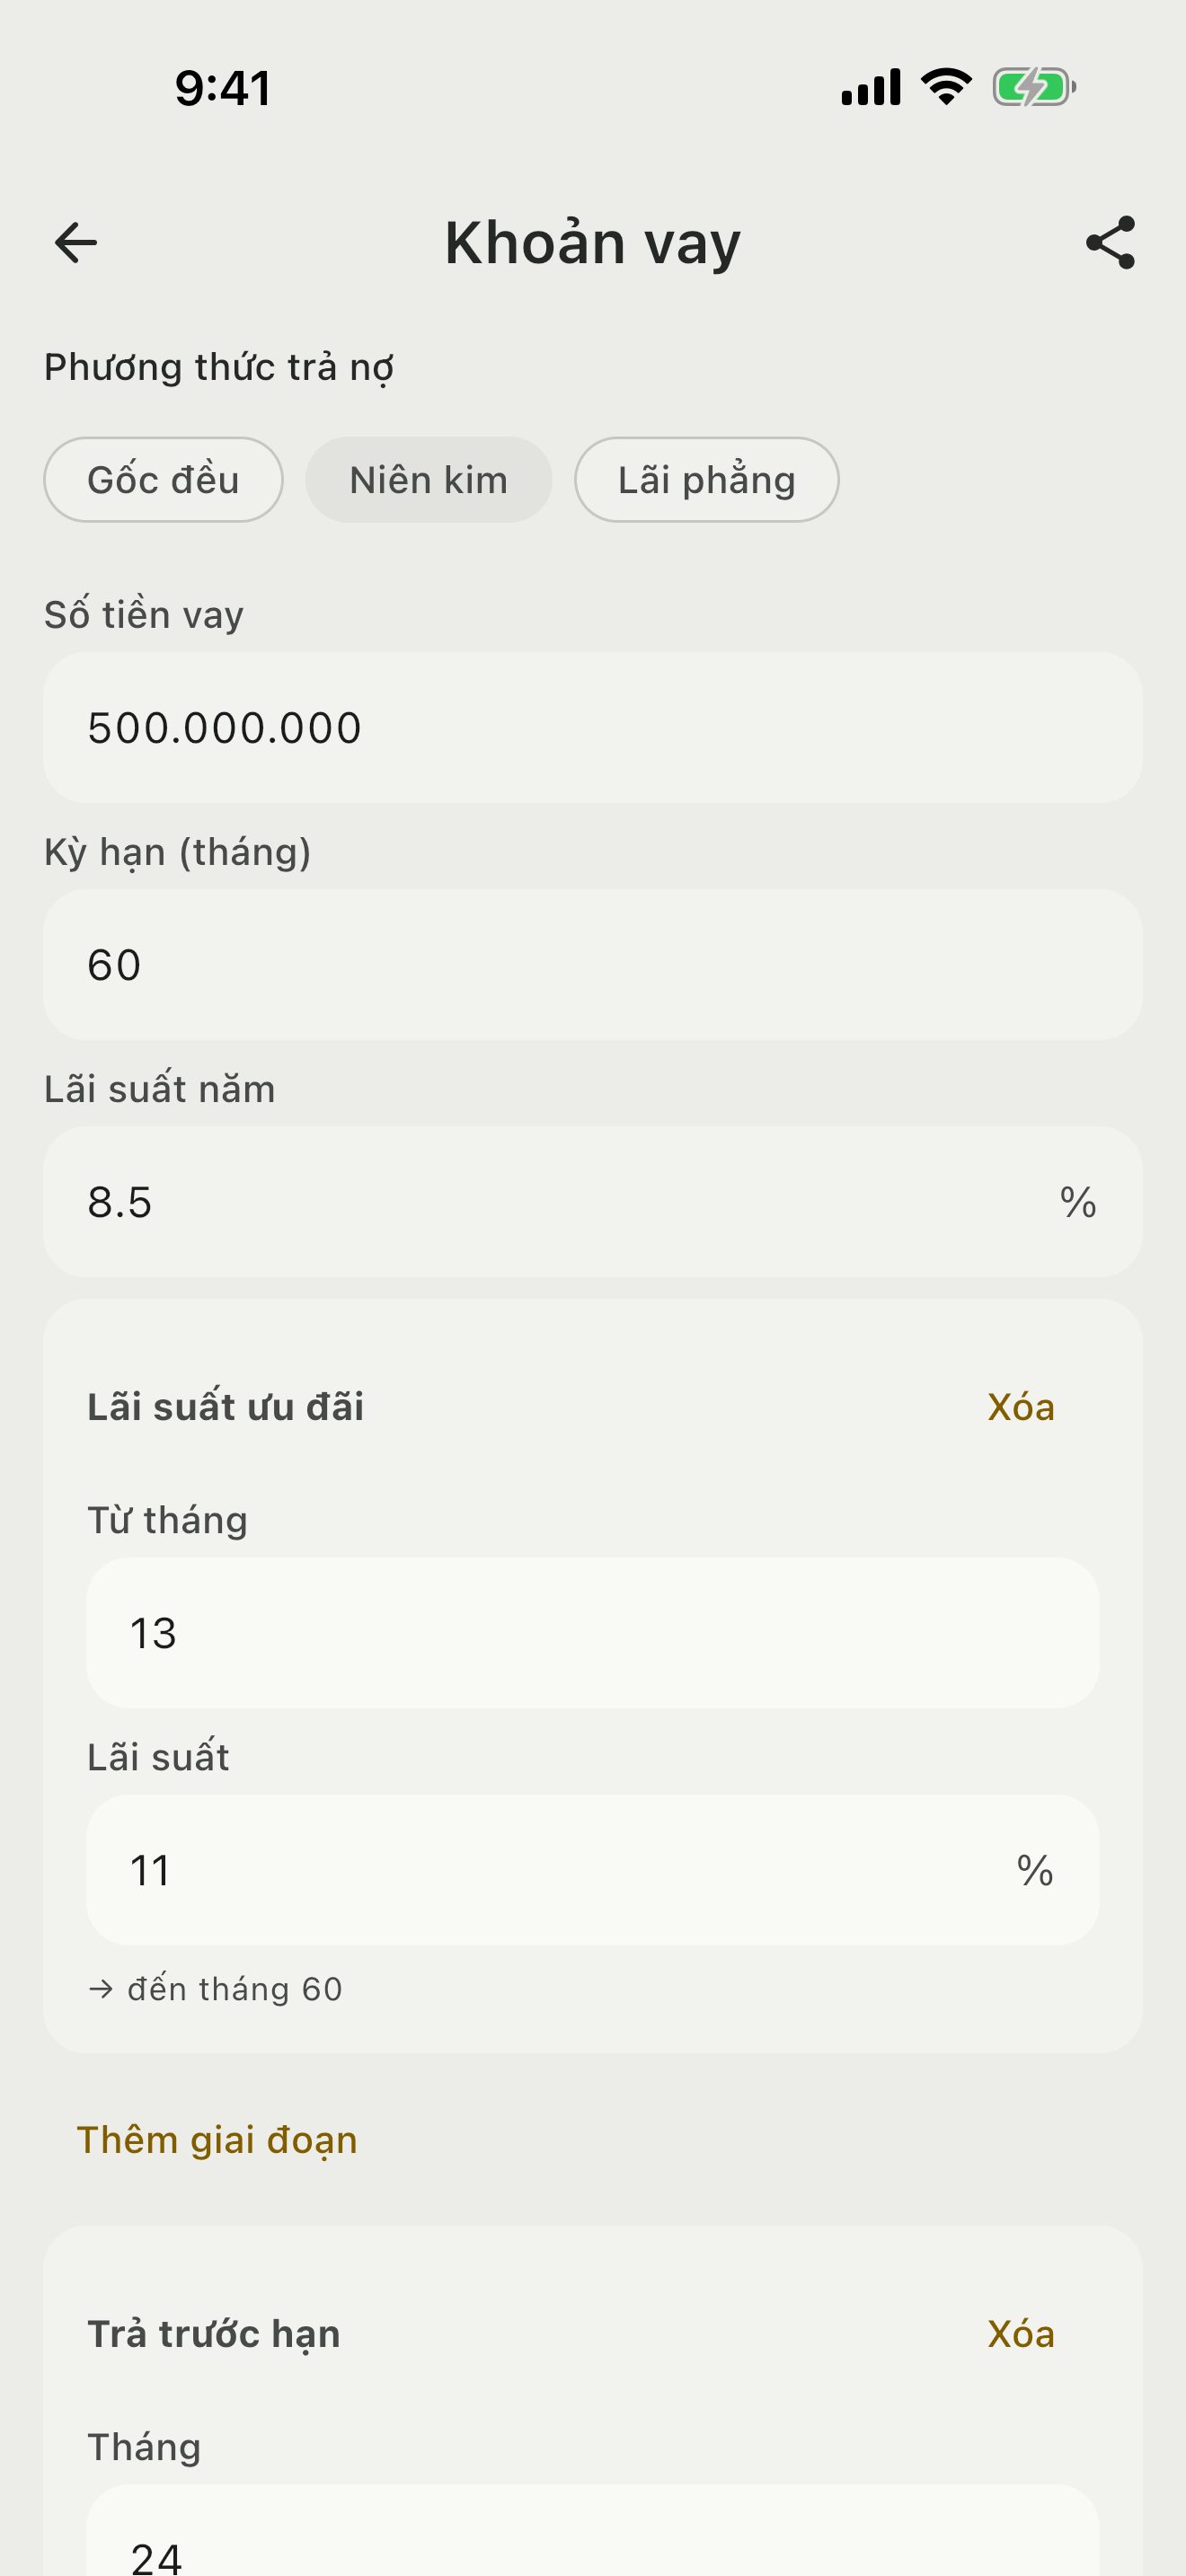 9:41
Khoản vay
Phương thức trả nợ
Gốc đều
Niên kim
Lãi phẳng
Số tiền vay
500.000.000
Kỳ hạn (tháng)
60
Lãi suất năm
8.5 %
Lãi suất ưu đãi Xóa
Từ tháng
13
Lãi suất
11 %
→ đến tháng 60
Thêm giai đoạn
Trả trước hạn Xóa
Tháng
24